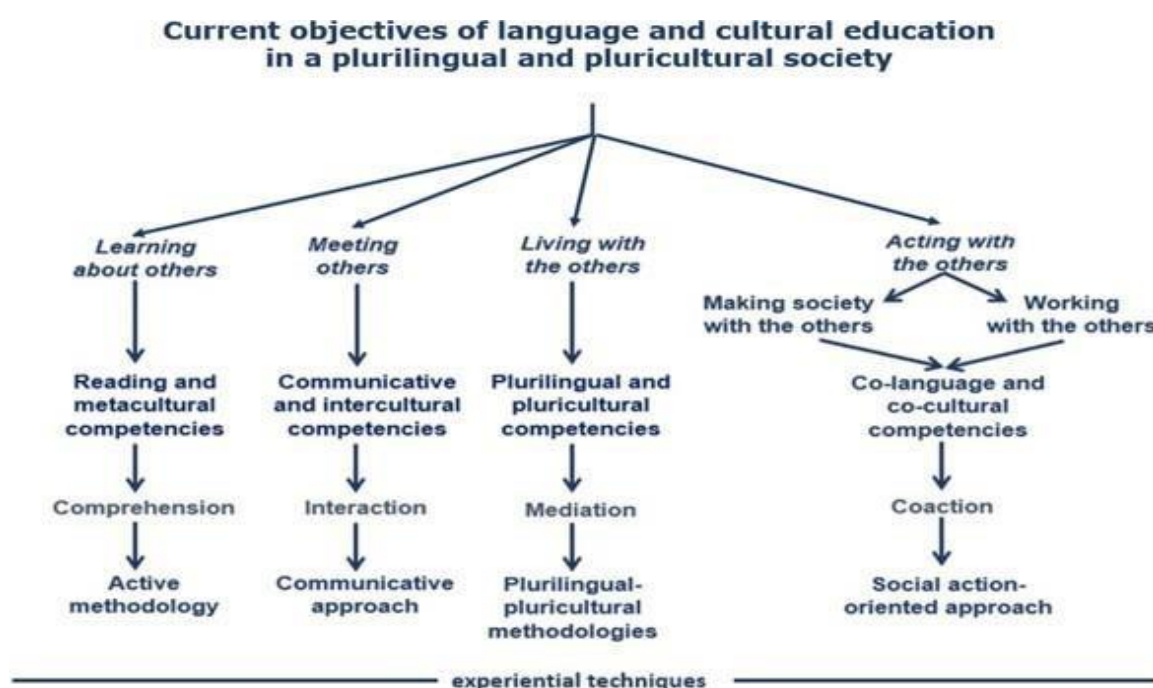 Current objectives of language and cultural education
in a plurilingual and pluricultural society
Learning
about others
Meeting
others
Living with
the others
Acting with
the others
Making society
with the others
Working
with the others
Reading and
metacultural
competencies
Communicative
and intercultural
competencies
Plurilingual and
pluricultural
competencies
Co-language and
co-cultural
competencies
Comprehension
Interaction
Mediation
Coaction
Active
methodology
Communicative
approach
Plurilingual-
pluricultural
methodologies
Social action-
oriented approach
experiential techniques